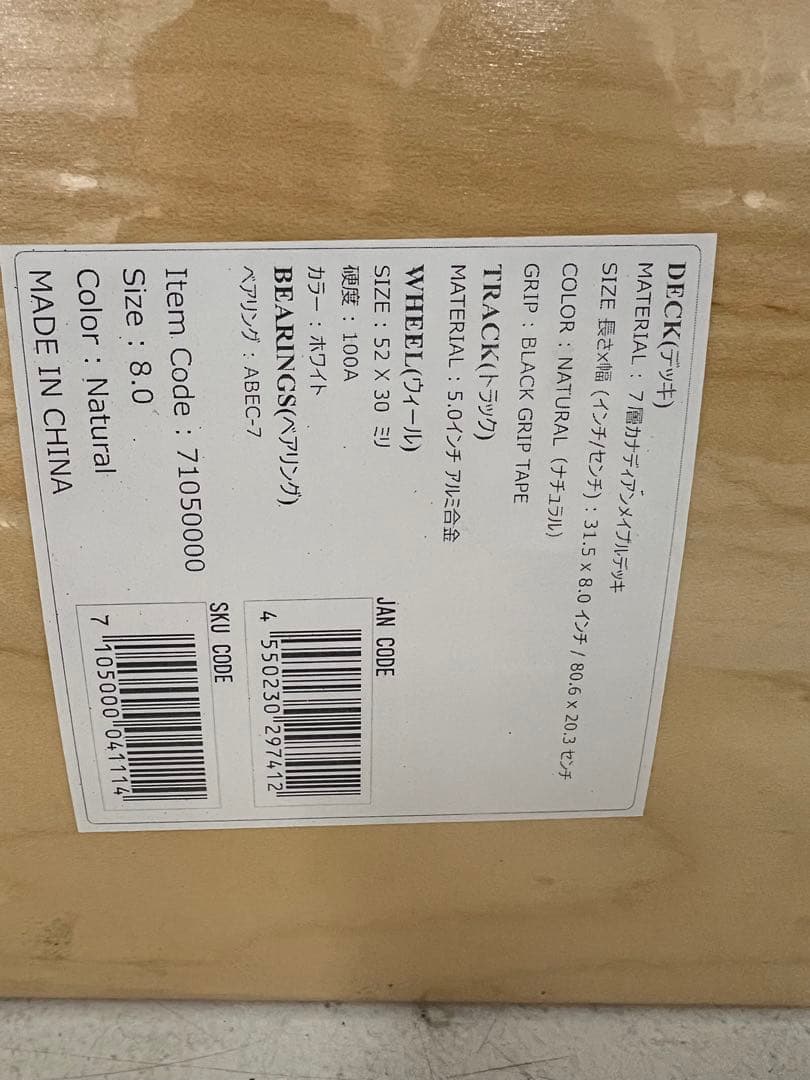 DECK(デッキ)
MATERIAL : 7層カナディアンメイプルデッキ
SIZE 長さx幅 (インチ/センチ) : 31.5 x 8.0 インチ / 80.6 x 20.3 センチ
COLOR : NATURAL (ナチュラル)
GRIP : BLACK GRIP TAPE
TRACK(トラック)
MATERIAL : 5.0インチ アルミ合金
WHEEL(ウィール)
SIZE : 52 X 30 ミリ
硬度 : 100A
カラー : ホワイト
BEARINGS(ベアリング)
ベアリング : ABEC-7
Item Code : 71050000
Size : 8.0
Color : Natural
MADE IN CHINA
JAN CODE
4 550230 297412
SKU CODE
7 105000 041114